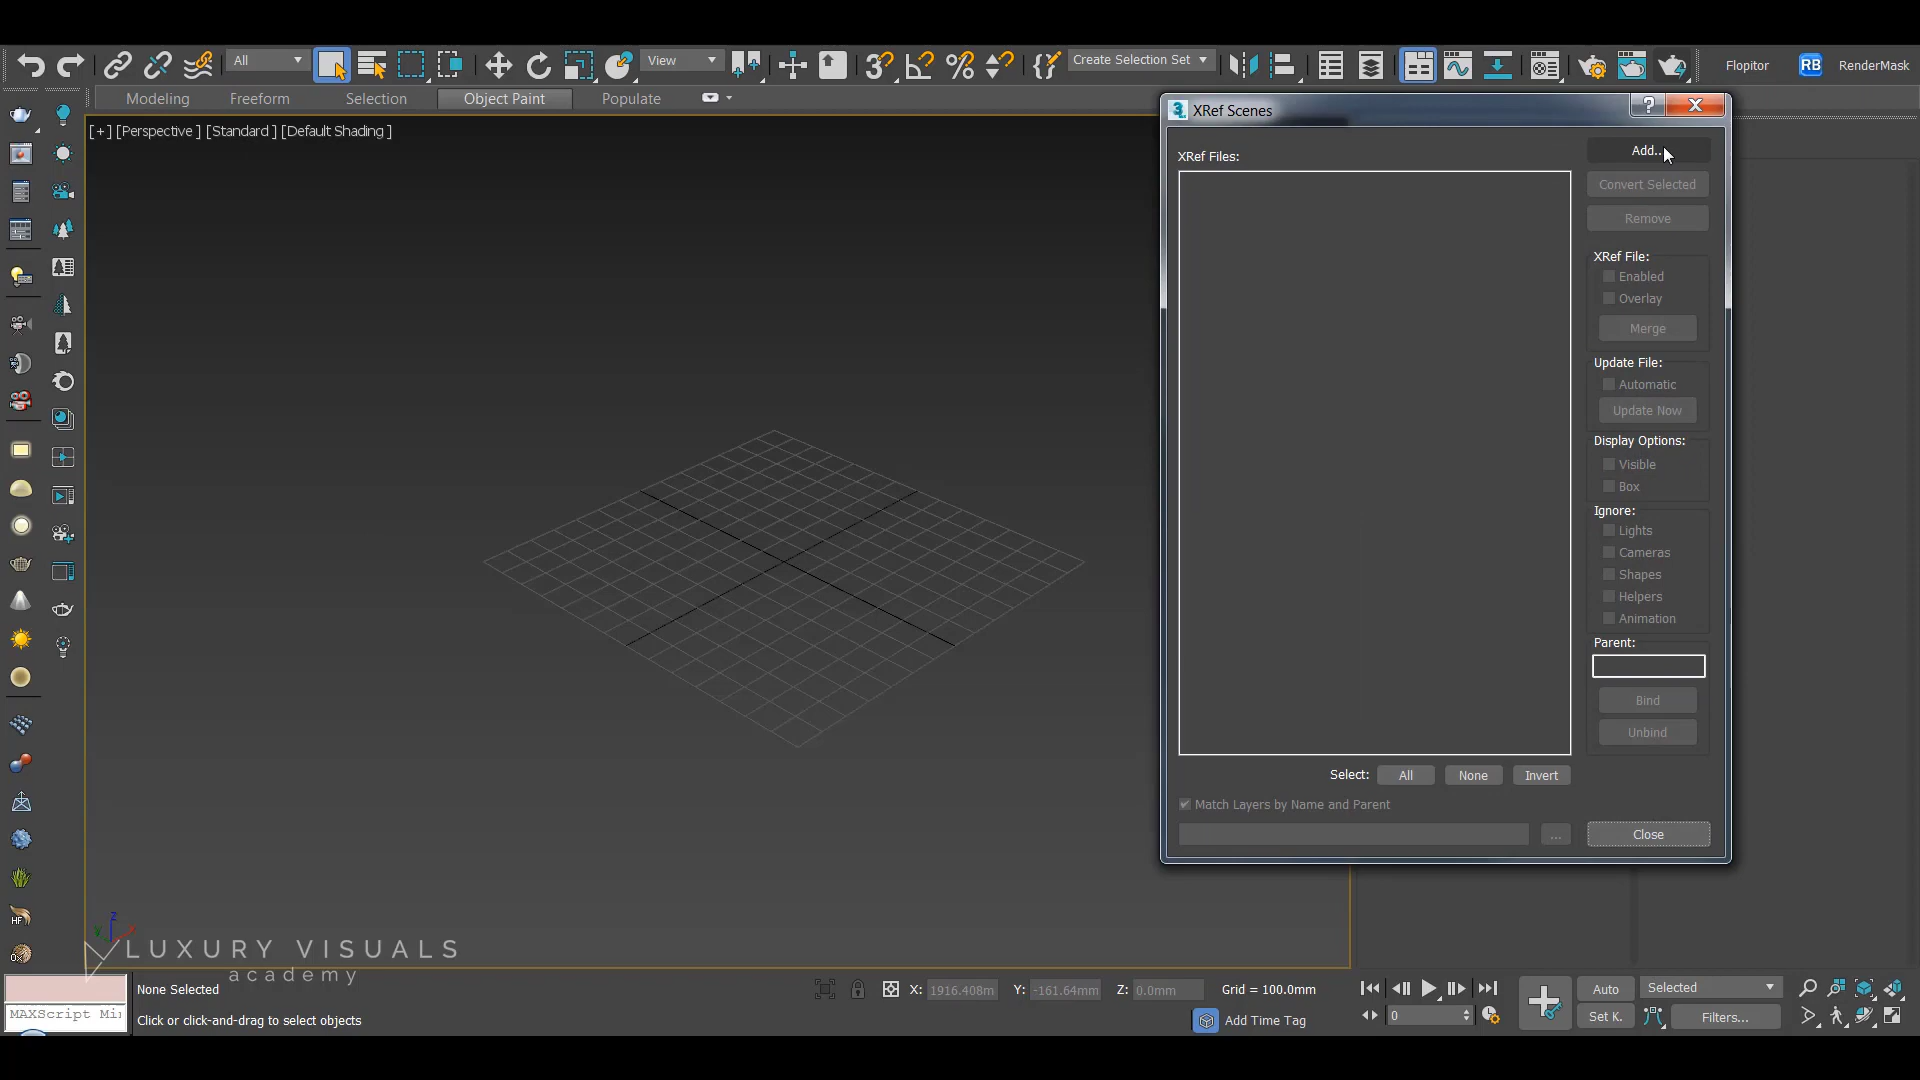 All
View
Create Selection Set
Flopitor
RB
RenderMask
Modeling
Freeform
Selection
Object Paint
Populate
[+] [Perspective ] [Standard ] [Default Shading ]
XRef Scenes
XRef Files:
Add...
Convert Selected
Remove
XRef File:
Enabled
Overlay
Merge
Update File:
Automatic
Update Now
Display Options:
Visible
Box
Ignore:
Lights
Cameras
Shapes
Helpers
Animation
Parent:
Bind
Unbind
Select:
All
None
Invert
Match Layers by Name and Parent
...
Close
HF
z
y
x
LUXURY VISUALS
academy
None Selected
X: 1916.408m
Y: -161.64mm
Z: 0.0mm
Grid = 100.0mm
Auto
Selected
MAXScript Mi
Click or click-and-drag to select objects
Add Time Tag
0
Set K.
Filters...